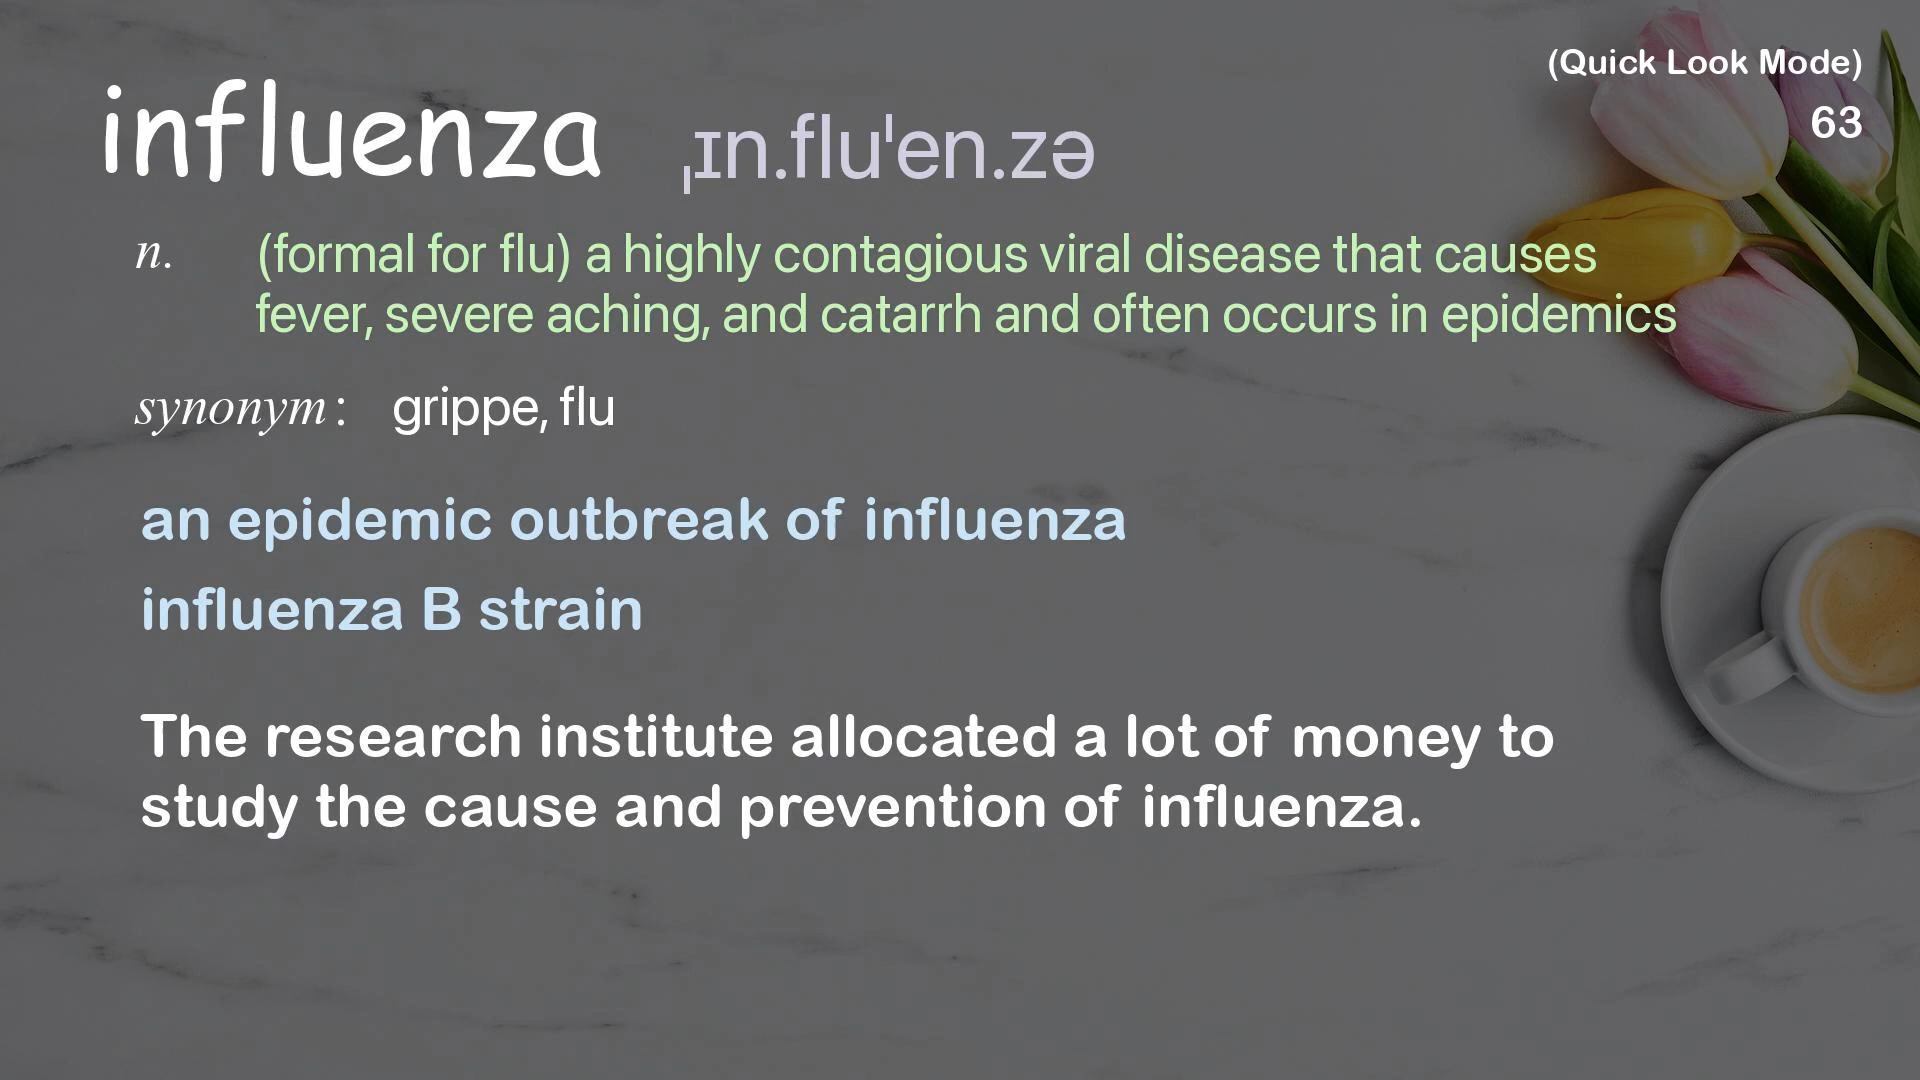 (Quick Look Mode)
influenza ˌɪn.fluˈen.zə 63
n. (formal for flu) a highly contagious viral disease that causes
fever, severe aching, and catarrh and often occurs in epidemics
synonym: grippe, flu
an epidemic outbreak of influenza
influenza B strain
The research institute allocated a lot of money to
study the cause and prevention of influenza.